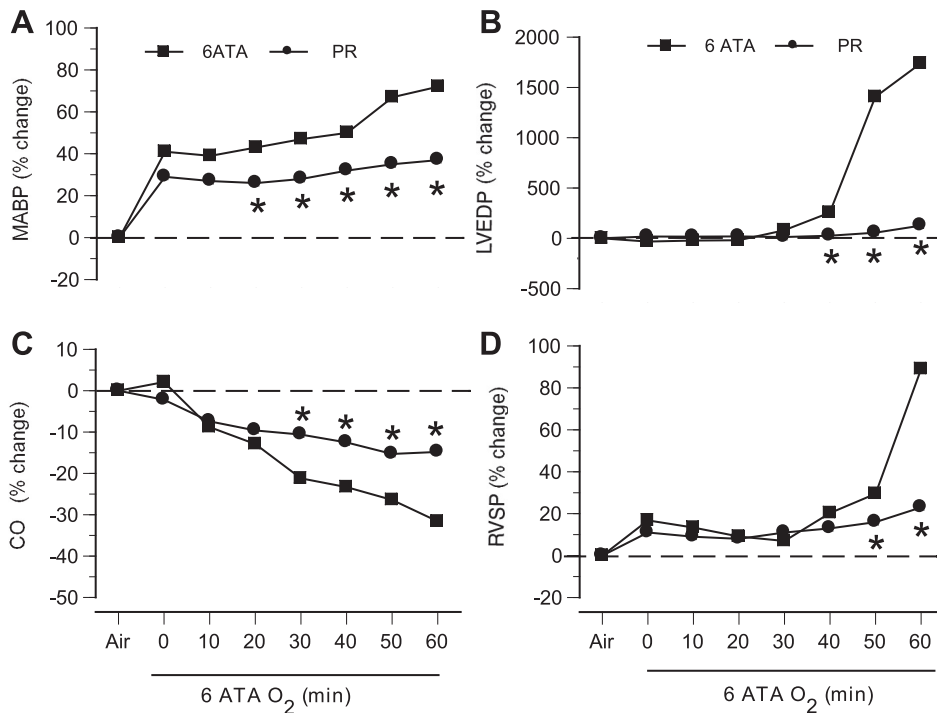 A
6ATA PR
MABP (% change)
100
80
60
40
20
0
-20
* * * * *
B
6 ATA PR
LVEDP (% change)
2000
1500
1000
500
0
-500
* * *
C
CO (% change)
10
0
-10
-20
-30
-40
-50
* * * *
Air 0 10 20 30 40 50 60
6 ATA O2 (min)
D
RVSP (% change)
100
80
60
40
20
0
-20
* *
Air 0 10 20 30 40 50 60
6 ATA O2 (min)